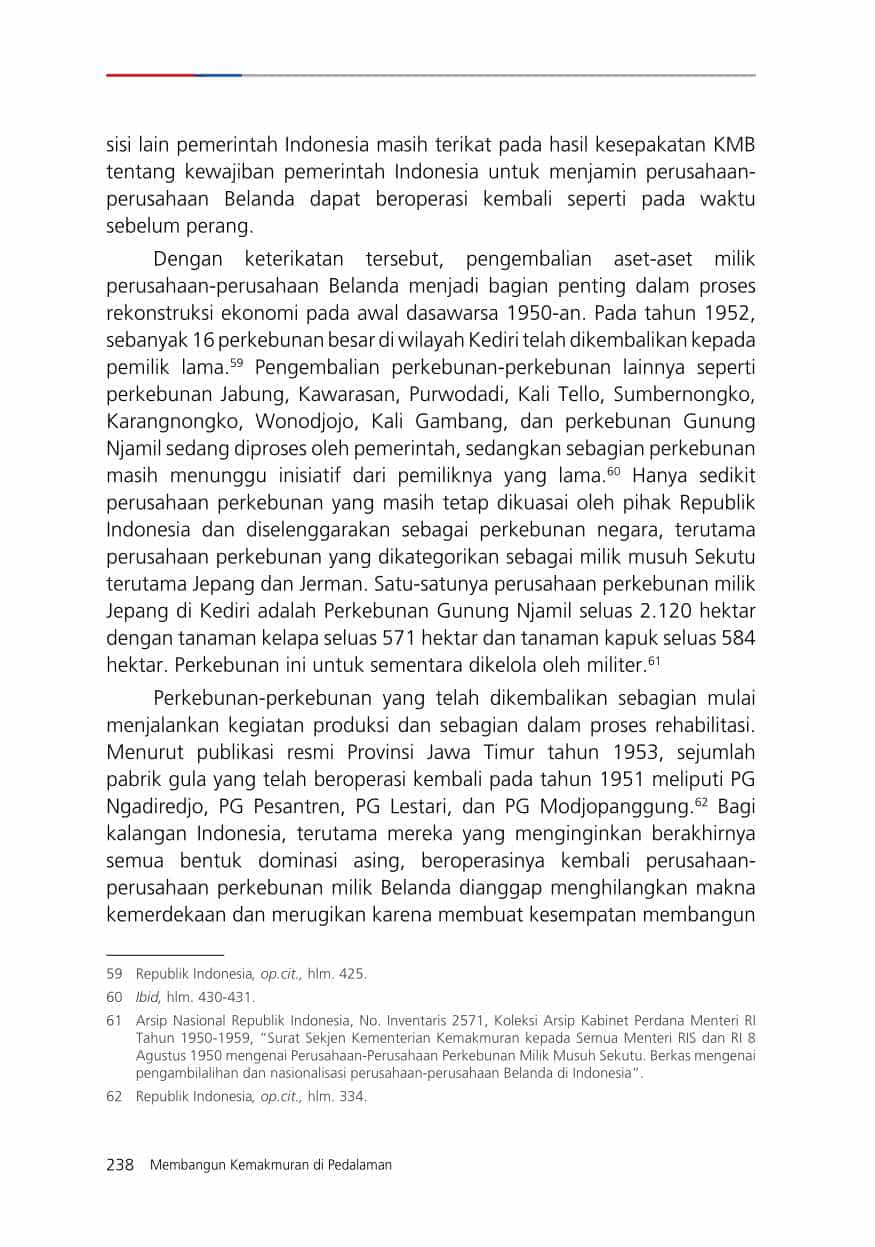 sisi lain pemerintah Indonesia masih terikat pada hasil kesepakatan KMB
tentang kewajiban pemerintah Indonesia untuk menjamin perusahaan-
perusahaan Belanda dapat beroperasi kembali seperti pada waktu
sebelum perang.
Dengan keterikatan tersebut, pengembalian aset-aset milik
perusahaan-perusahaan Belanda menjadi bagian penting dalam proses
rekonstruksi ekonomi pada awal dasawarsa 1950-an. Pada tahun 1952,
sebanyak 16 perkebunan besar di wilayah Kediri telah dikembalikan kepada
pemilik lama.⁵⁹ Pengembalian perkebunan-perkebunan lainnya seperti
perkebunan Jabung, Kawarasan, Purwodadi, Kali Tello, Sumbernongko,
Karangnongko, Wonodjojo, Kali Gambang, dan perkebunan Gunung
Njamil sedang diproses oleh pemerintah, sedangkan sebagian perkebunan
masih menunggu inisiatif dari pemiliknya yang lama.⁶⁰ Hanya sedikit
perusahaan perkebunan yang masih tetap dikuasai oleh pihak Republik
Indonesia dan diselenggarakan sebagai perkebunan negara, terutama
perusahaan perkebunan yang dikategorikan sebagai milik musuh Sekutu
terutama Jepang dan Jerman. Satu-satunya perusahaan perkebunan milik
Jepang di Kediri adalah Perkebunan Gunung Njamil seluas 2.120 hektar
dengan tanaman kelapa seluas 571 hektar dan tanaman kapuk seluas 584
hektar. Perkebunan ini untuk sementara dikelola oleh militer.⁶¹
Perkebunan-perkebunan yang telah dikembalikan sebagian mulai
menjalankan kegiatan produksi dan sebagian dalam proses rehabilitasi.
Menurut publikasi resmi Provinsi Jawa Timur tahun 1953, sejumlah
pabrik gula yang telah beroperasi kembali pada tahun 1951 meliputi PG
Ngadiredjo, PG Pesantren, PG Lestari, dan PG Modjopanggung.⁶² Bagi
kalangan Indonesia, terutama mereka yang menginginkan berakhirnya
semua bentuk dominasi asing, beroperasinya kembali perusahaan-
perusahaan perkebunan milik Belanda dianggap menghilangkan makna
kemerdekaan dan merugikan karena membuat kesempatan membangun
59 Republik Indonesia, op.cit., hlm. 425.
60 Ibid, hlm. 430-431.
61 Arsip Nasional Republik Indonesia, No. Inventaris 2571, Koleksi Arsip Kabinet Perdana Menteri RI
Tahun 1950-1959, “Surat Sekjen Kementerian Kemakmuran kepada Semua Menteri RIS dan RI 8
Agustus 1950 mengenai Perusahaan-Perusahaan Perkebunan Milik Musuh Sekutu. Berkas mengenai
pengambilalihan dan nasionalisasi perusahaan-perusahaan Belanda di Indonesia”.
62 Republik Indonesia, op.cit., hlm. 334.
238 Membangun Kemakmuran di Pedalaman